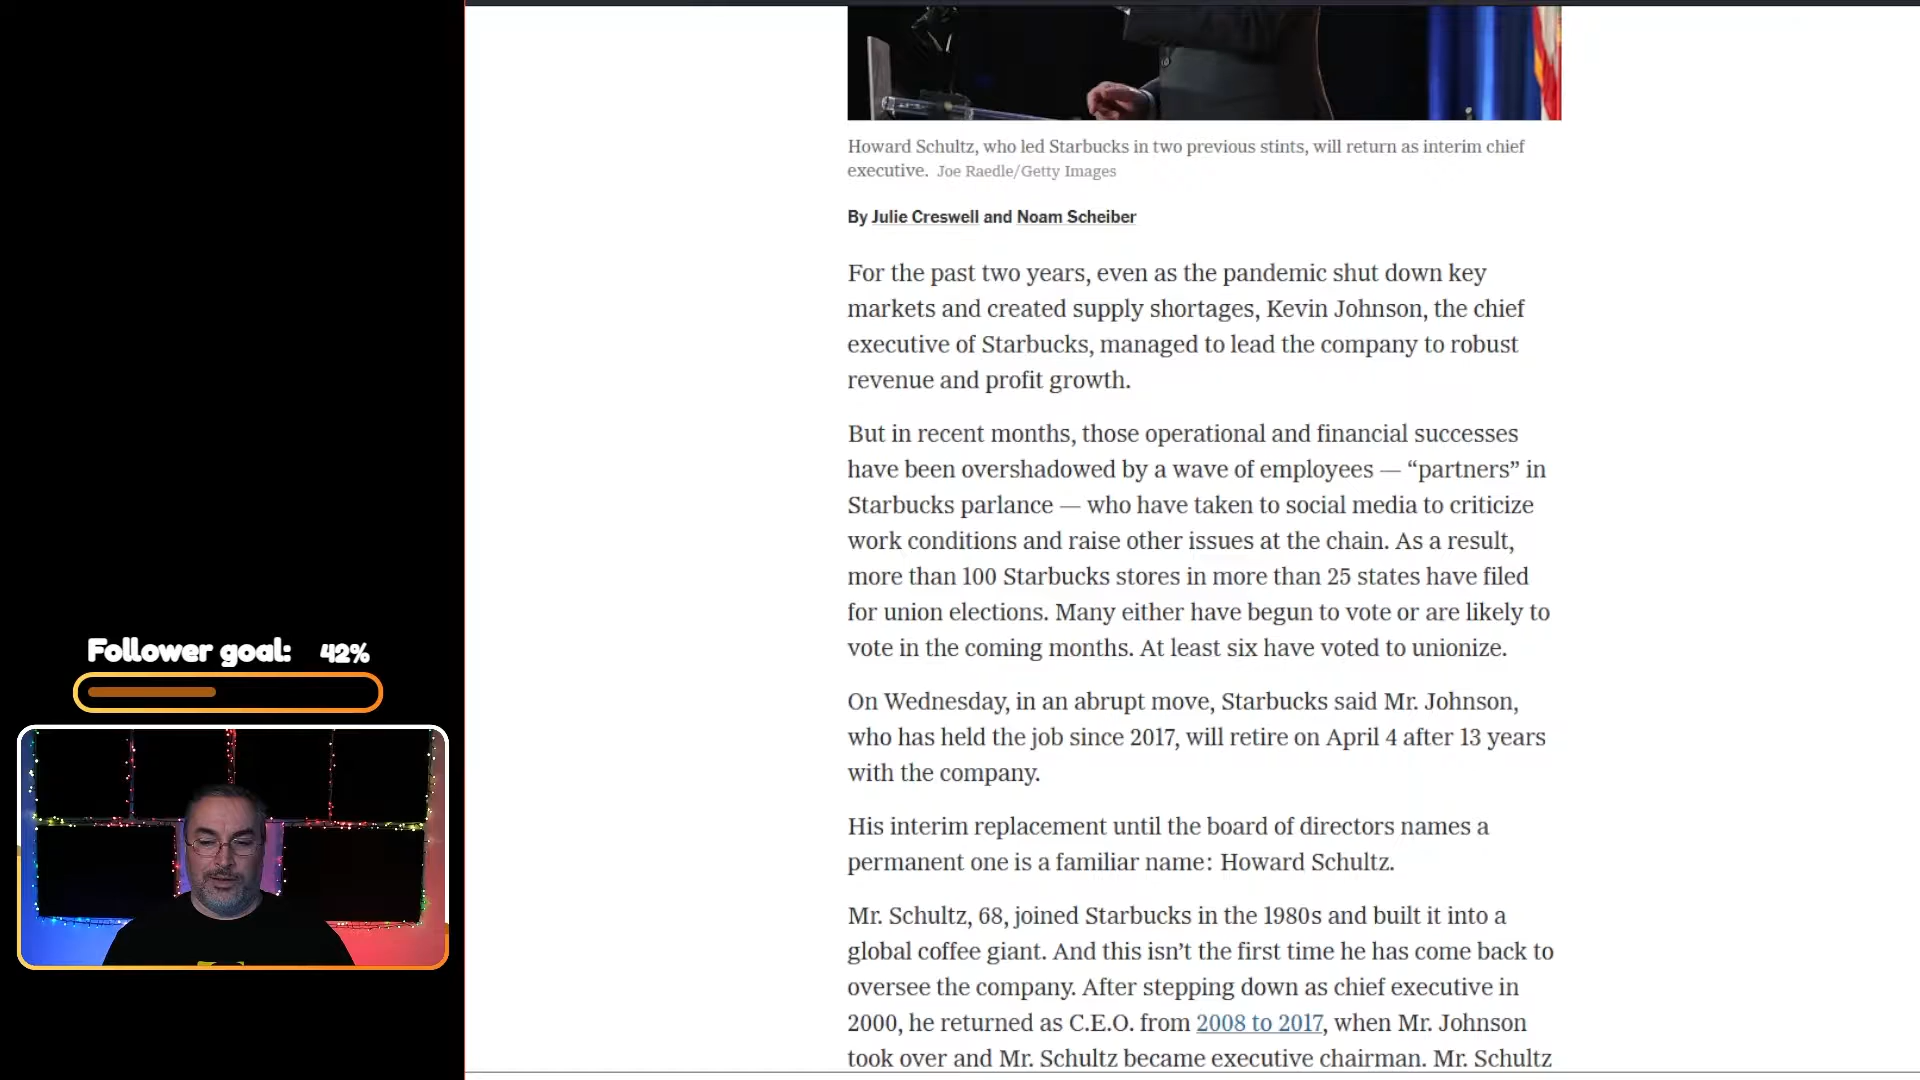 Howard Schultz, who led Starbucks in two previous stints, will return as interim chief
executive. Joe Raedle/Getty Images
By Julie Creswell and Noam Scheiber
For the past two years, even as the pandemic shut down key
markets and created supply shortages, Kevin Johnson, the chief
executive of Starbucks, managed to lead the company to robust
revenue and profit growth.
But in recent months, those operational and financial successes
have been overshadowed by a wave of employees — “partners” in
Starbucks parlance — who have taken to social media to criticize
work conditions and raise other issues at the chain. As a result,
more than 100 Starbucks stores in more than 25 states have filed
for union elections. Many either have begun to vote or are likely to
vote in the coming months. At least six have voted to unionize.
On Wednesday, in an abrupt move, Starbucks said Mr. Johnson,
who has held the job since 2017, will retire on April 4 after 13 years
with the company.
His interim replacement until the board of directors names a
permanent one is a familiar name: Howard Schultz.
Mr. Schultz, 68, joined Starbucks in the 1980s and built it into a
global coffee giant. And this isn’t the first time he has come back to
oversee the company. After stepping down as chief executive in
2000, he returned as C.E.O. from 2008 to 2017, when Mr. Johnson
took over and Mr. Schultz became executive chairman. Mr. Schultz
Follower goal: 42%